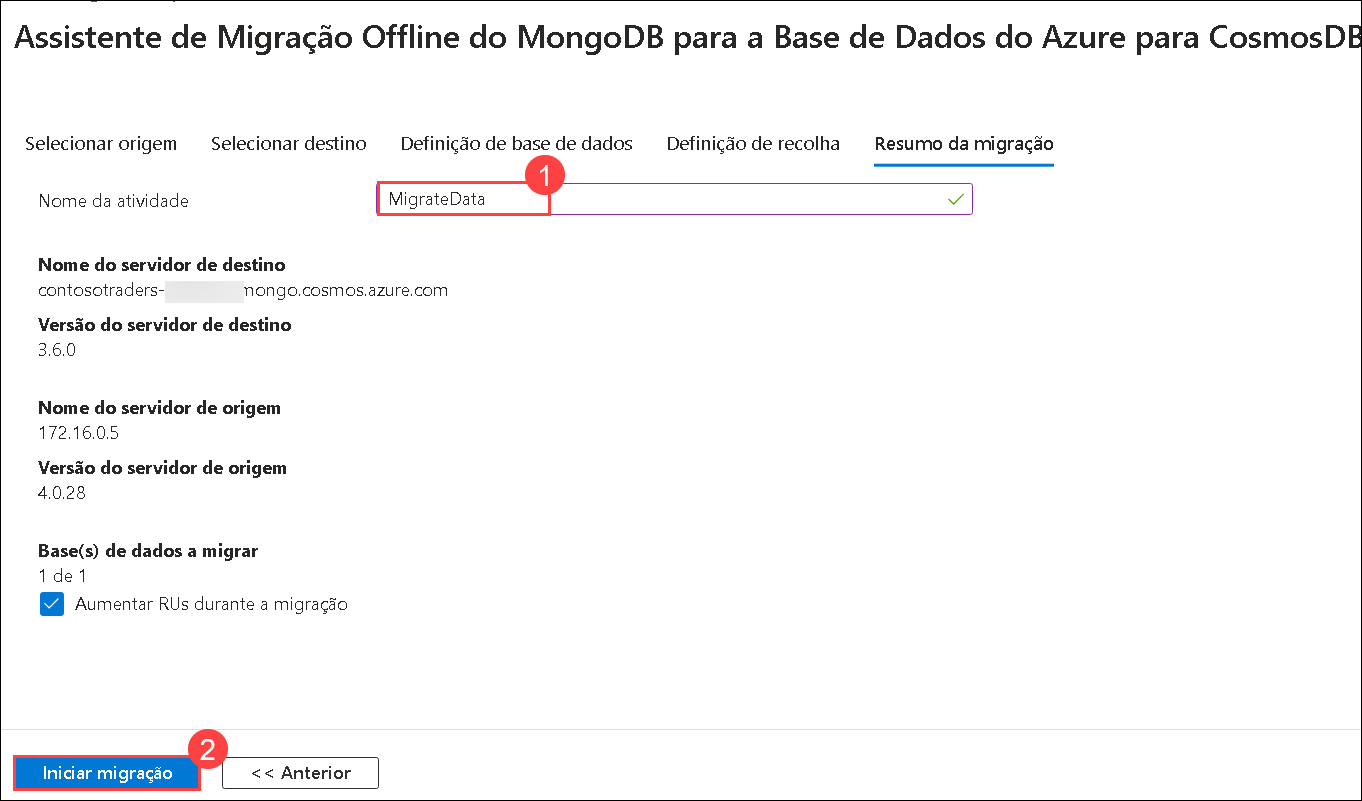 Assistente de Migração Offline do MongoDB para a Base de Dados do Azure para CosmosDB
Selecionar origem Selecionar destino Definição de base de dados Definição de recolha Resumo da migração
1
Nome da atividade MigrateData
Nome do servidor de destino
contosotraders- mongo.cosmos.azure.com
Versão do servidor de destino
3.6.0
Nome do servidor de origem
172.16.0.5
Versão do servidor de origem
4.0.28
Base(s) de dados a migrar
1 de 1
Aumentar RUs durante a migração
2
Iniciar migração << Anterior